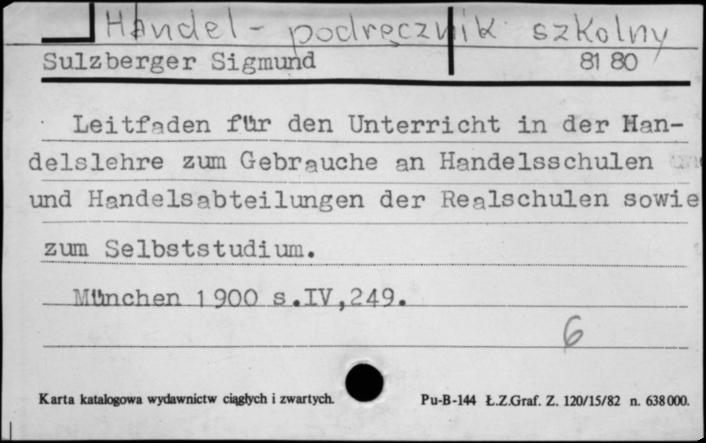 Handel - podręcznik szkolny
Sulzberger Sigmund 81 80
Leitfaden für den Unterricht in der Han-
delslehre zum Gebrauche an Handelsschulen
und Handelsabteilungen der Realschulen sowie
zum Selbststudium.
München 1900 s.IV,249.
6
Karta katalogowa wydawnictw ciągłych i zwartych. Pu-B-144 Ł.Z.Graf. Z. 120/15/82 n. 638000.